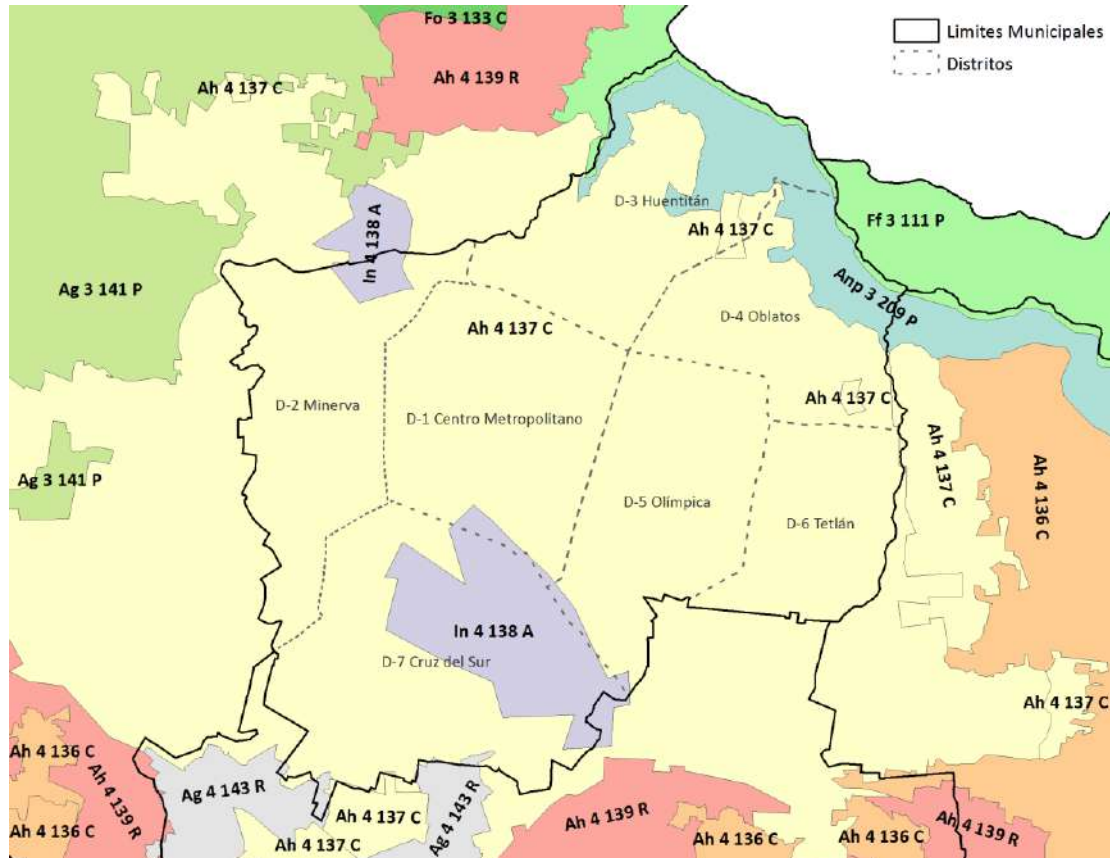 Fo 3 133 C
Límites Municipales
Distritos
Ah 4 139 R
Ah 4 137 C
D-3 Huentitán
Ff 3 111 P
In 4 138 A
Ah 4 137 C
Ag 3 141 P
Anp 3 209 P
D-4 Oblatos
Ah 4 137 C
Ah 4 137 C
D-2 Minerva
D-1 Centro Metropolitano
Ag 3 141 P
Ah 4 137 C
Ah 4 136 C
D-5 Olímpica
D-6 Tetlán
In 4 138 A
D-7 Cruz del Sur
Ah 4 137 C
Ah 4 136 C
Ah 4 139 R
Ag 4 143 R
Ag 4 143 R
Ah 4 137 C
Ah 4 139 R
Ah 4 136 C
Ah 4 137 C
Ah 4 136 C
Ah 4 136 C
Ah 4 139 R